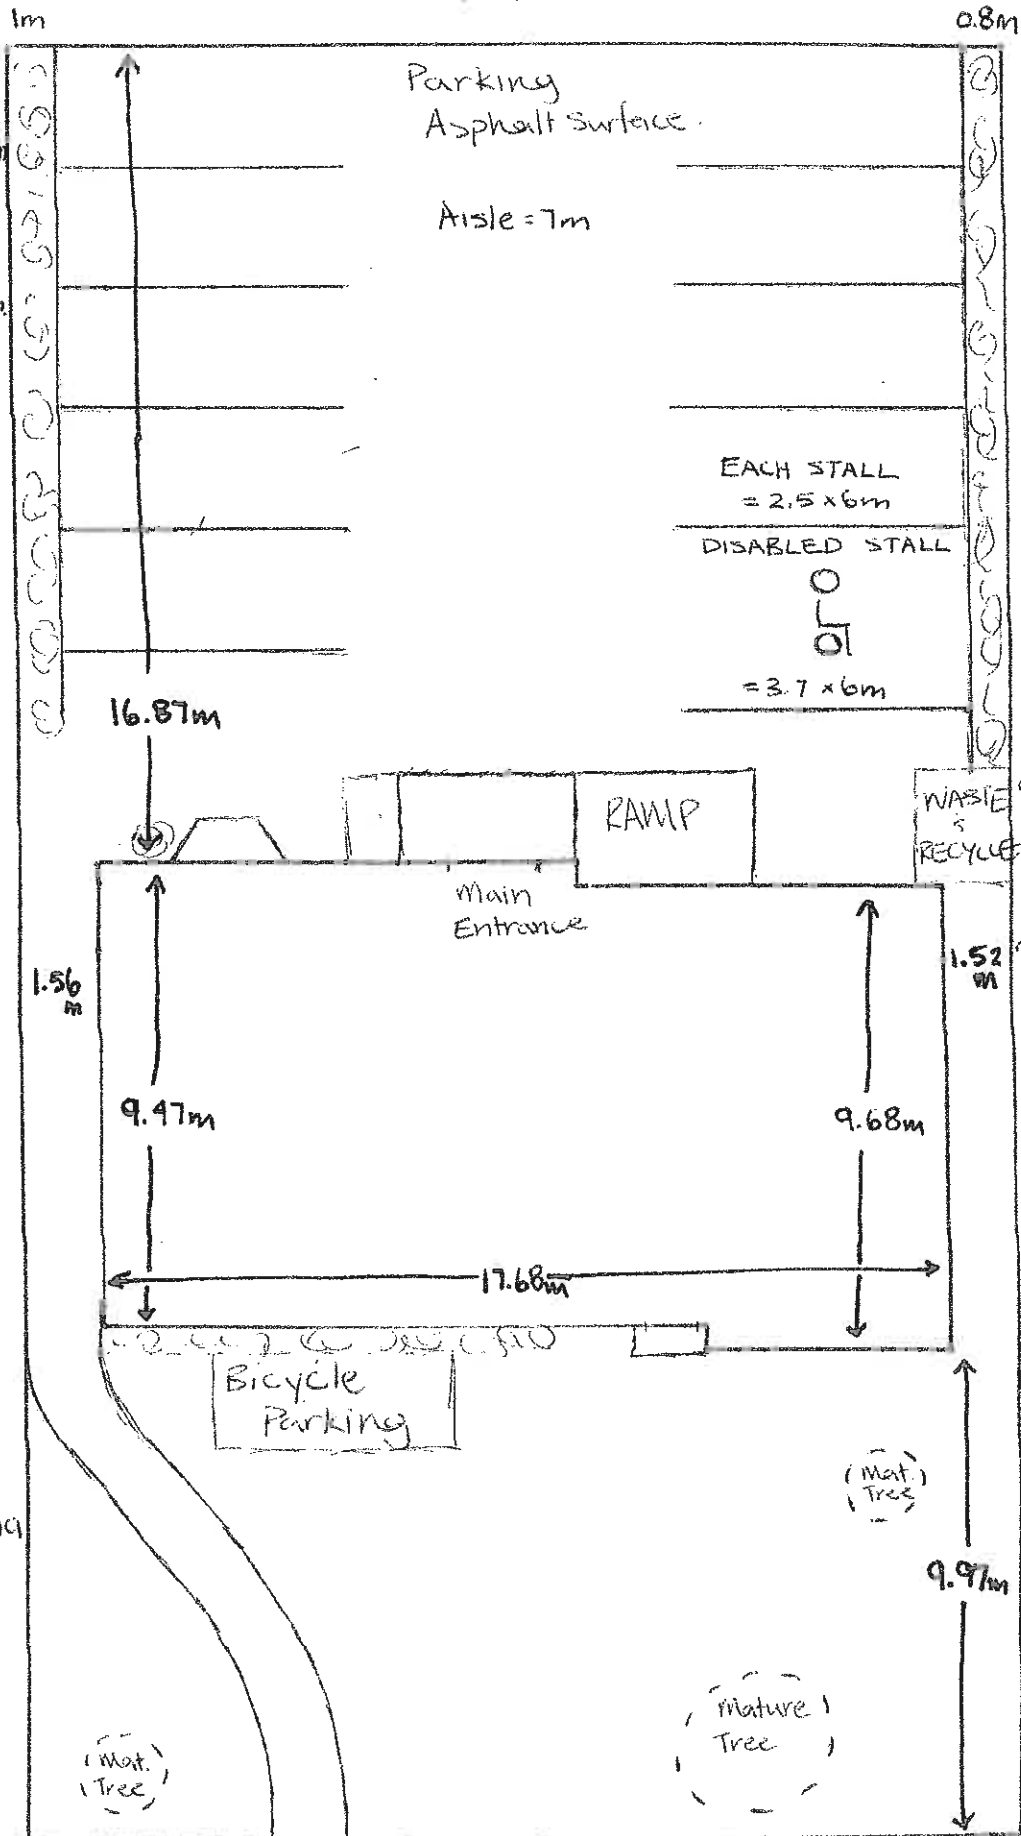 1m
0.8m
Parking
Asphalt Surface.
Aisle = 7m
EACH STALL
= 2.5 x 6m
DISABLED STALL
= 3.7 x 6m
16.87m
RAMP
WASTE
&
RECYCLE
Main
Entrance
1.56
m
1.52
m
9.47m
9.68m
17.68m
Bicycle
Parking
(Mat.
Tree
9.97m
Mature
Tree
(Mat.
Tree